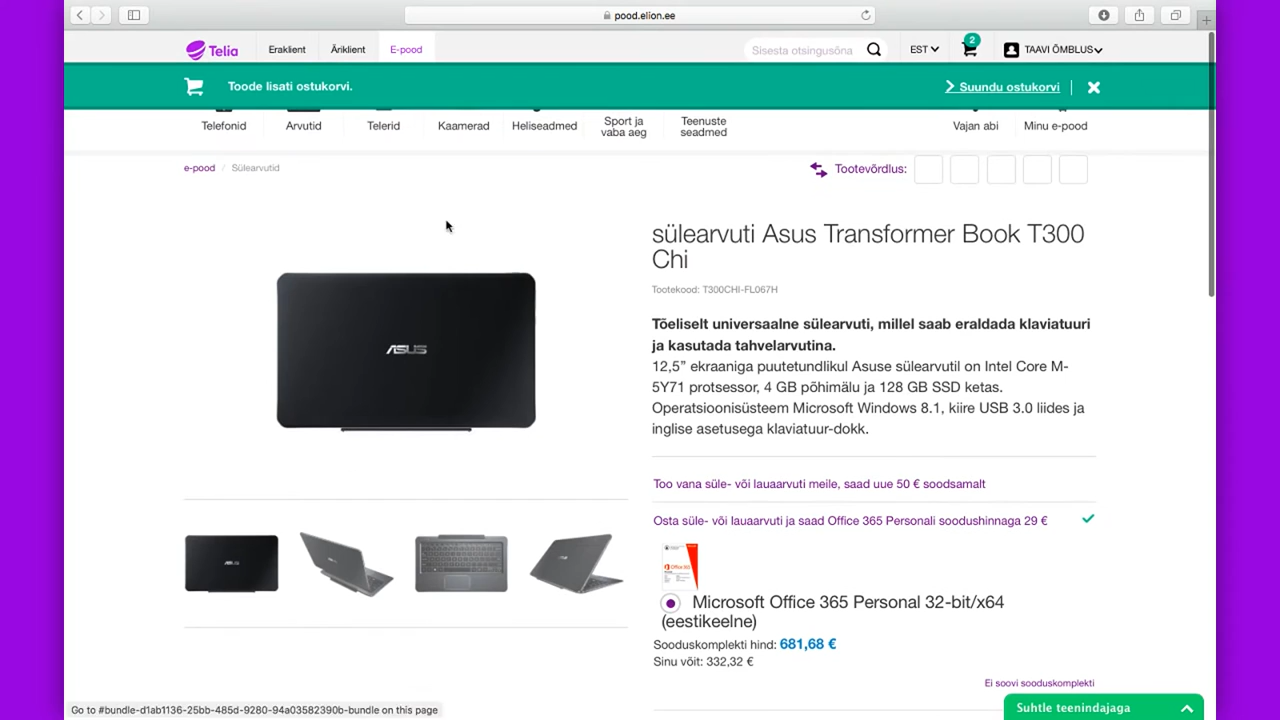 pood.elion.ee
Telia
Eraklient
Äriklient
E-pood
Sisesta otsingusõna
EST
2
TAAVI ÕMBLUS
Toode lisati ostukorvi.
Suundu ostukorvi
Telefonid
Arvutid
Telerid
Kaamerad
Heliseadmed
Sport ja
vaba aeg
Teenuste
seadmed
Vajan abi
Minu e-pood
e-pood / Sülearvutid
Tootevõrdlus:
sülearvuti Asus Transformer Book T300
Chi
Tootekood: T300CHI-FL067H
Tõeliselt universaalne sülearvuti, millel saab eraldada klaviatuuri
ja kasutada tahvelarvutina.
12,5” ekraaniga puutetundlikul Asuse sülearvutil on Intel Core M-
5Y71 protsessor, 4 GB põhimälu ja 128 GB SSD ketas.
Operatsioonisüsteem Microsoft Windows 8.1, kiire USB 3.0 liides ja
inglise asetusega klaviatuur-dokk.
ASUS
Too vana süle- või lauaarvuti meile, saad uue 50 € soodsamalt
Osta süle- või lauaarvuti ja saad Office 365 Personali soodushinnaga 29 €
ASUS
Office 365
Microsoft Office 365 Personal 32-bit/x64
(eestikeelne)
Sooduskomplekti hind: 681,68 €
Sinu võit: 332,32 €
Ei soovi sooduskomplekti
Suhtle teenindajaga
Go to #bundle-d1ab1136-25bb-485d-9280-94a03582390b-bundle on this page